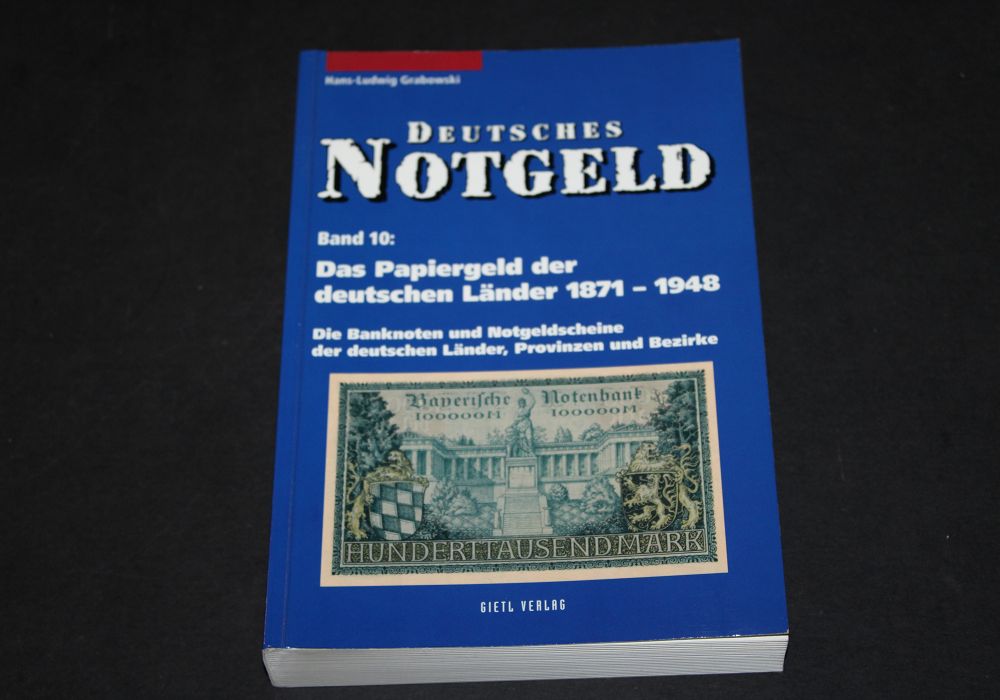 Hans-Ludwig Grabowski
DEUTSCHES
NOTGELD
Band 10:
Das Papiergeld der
deutschen Länder 1871 – 1948
Die Banknoten und Notgeldscheine
der deutschen Länder, Provinzen und Bezirke
Bayerische Notenbank
100000M 100000M
HUNDERTTAUSEND MARK
GIETL VERLAG